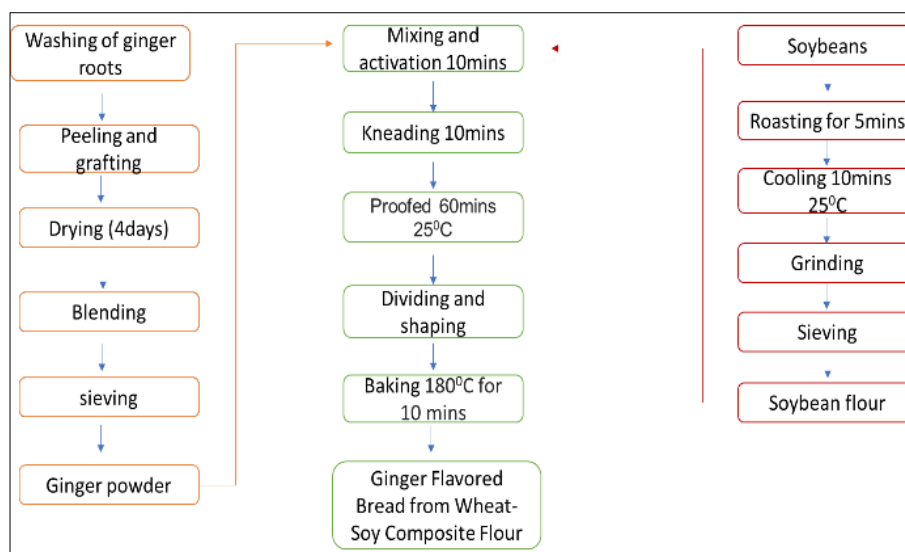 Washing of ginger
roots
Peeling and
grafting
Drying (4days)
Blending
sieving
Ginger powder
Mixing and
activation 10mins
Kneading 10mins
Proofed 60mins
25⁰C
Dividing and
shaping
Baking 180⁰C for
10 mins
Ginger Flavored
Bread from Wheat-
Soy Composite Flour
Soybeans
Roasting for 5mins
Cooling 10mins
25⁰C
Grinding
Sieving
Soybean flour